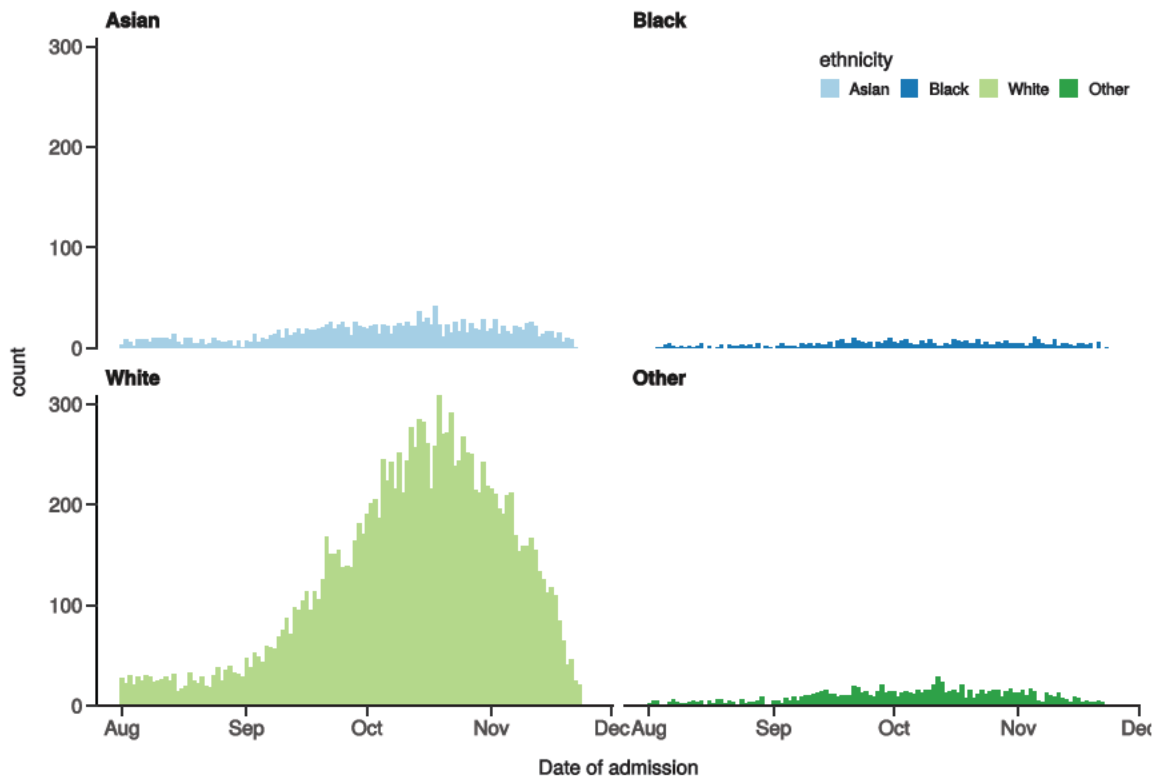 Asian
Black
ethnicity
Asian Black White Other
300
200
100
0
count
White
Other
300
200
100
0
Aug Sep Oct Nov Dec Aug Sep Oct Nov Dec
Date of admission